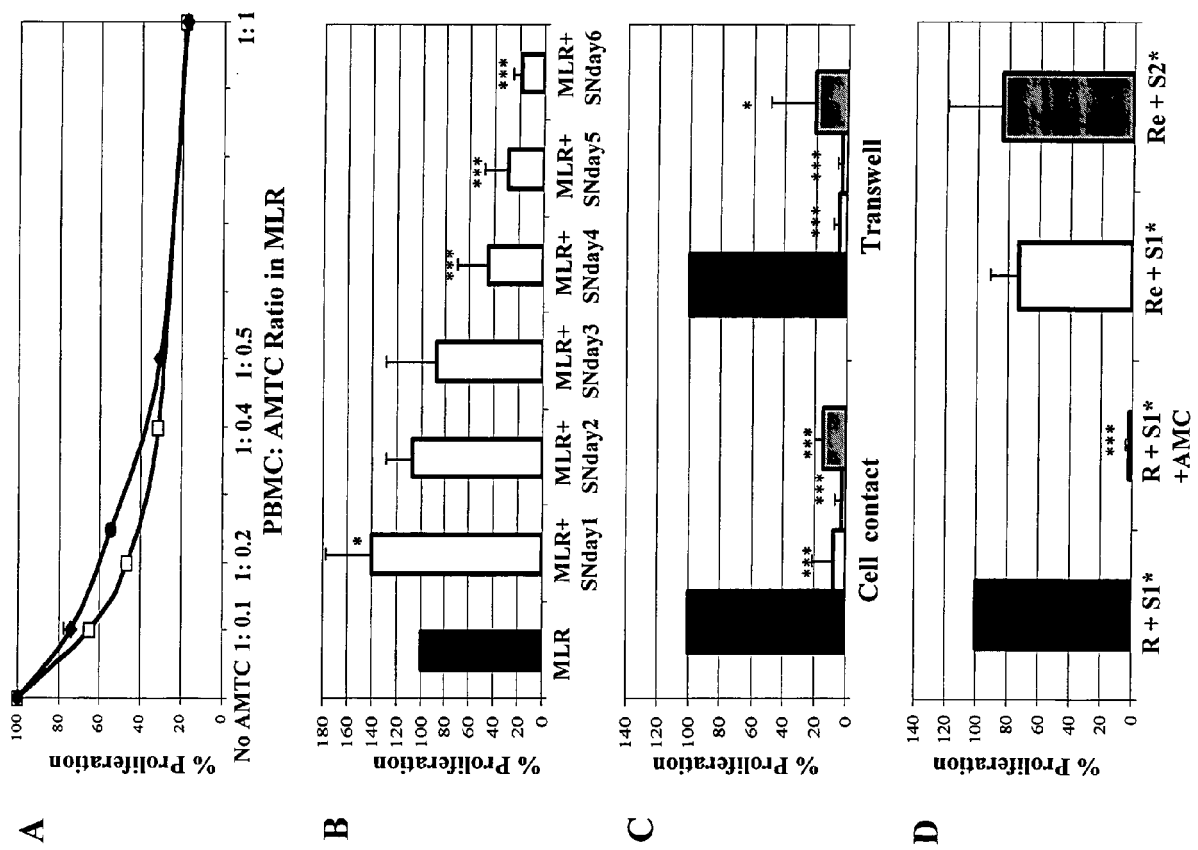 A
% Proliferation
100
80
60
40
20
0
No AMTC 1: 0.1 1: 0.2 1: 0.4 1: 0.5 1: 1
PBMC: AMTC Ratio in MLR
B
% Proliferation
180
160
140
120
100
80
60
40
20
0
*
***
***
***
MLR MLR+ MLR+ MLR+ MLR+ MLR+ MLR+
SNday1 SNday2 SNday3 SNday4 SNday5 SNday6
C
% Proliferation
140
120
100
80
60
40
20
0
***
***
***
***
***
*
Cell contact Transwell
D
% Proliferation
140
120
100
80
60
40
20
0
***
R + S1* R + S1* Re + S1* Re + S2*
+AMC